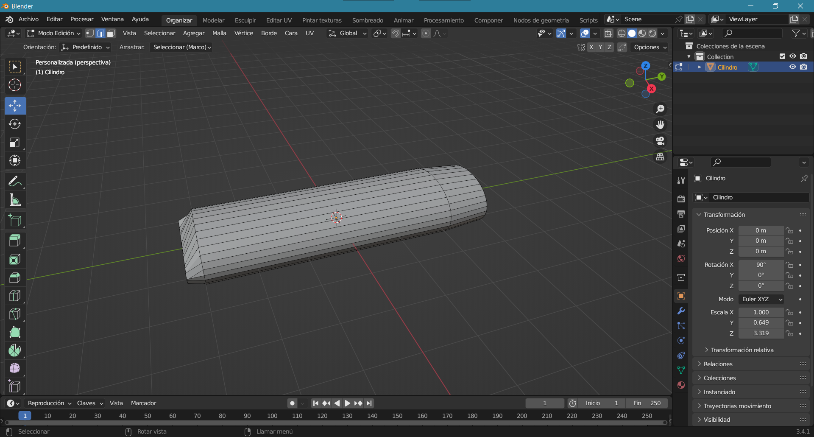 Blender
Archivo Editar Procesar Ventana Ayuda Organizar Modelar Esculpir Editar UV Pintar texturas Sombreado Animar Procesamiento Componer Nodos de geometría Scripts Scene ViewLayer
Modo Edición Vista Seleccionar Agregar Malla Vértice Borde Cara UV Global
Orientación: Predefinido Arrastrar: Seleccionar (Marco) X Y Z Opciones
Personalizada (perspectiva)
(1) Cilindro
Z
Y
X
Colecciones de la escena
Collection
Cilindro
Cilindro
Cilindro
Transformación
Posición X 0 m
Y 0 m
Z 0 m
Rotación X 90°
Y 0°
Z 0°
Modo Euler XYZ
Escala X 1.000
Y 0.649
Z 3.319
Transformación relativa
Relaciones
Colecciones
Instanciado
Trayectorias movimiento
Visibilidad
Reproducción Claves Vista Marcador 1 Inicio 1 Fin 250
1 10 20 30 40 50 60 70 80 90 100 110 120 130 140 150 160 170 180 190 200 210 220 230 240 250
Seleccionar Rotar vista Llamar menú 3.4.1